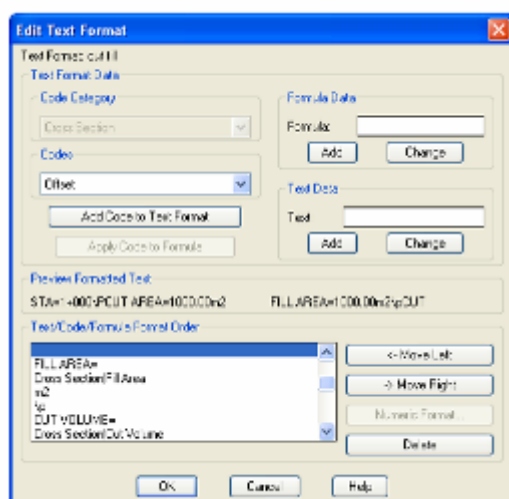 Edit Text Format
Text Format: cut fill
Text Format Data
Code Category
Cross Section
Codes
Offset
Add Code to Text Format
Apply Code to Formula
Formula Data
Formula:
Add Change
Text Data
Text
Add Change
Preview Formatted Text
STA=1+000\PCUT AREA=1000.00m2 FILL AREA=1000.00m2\pCUT
Text/Code/Formula Format Order
FILL AREA=
Cross Section|Fill Area
m2
\p
CUT VOLUME=
Cross Section|Cut Volume
<- Move Left
-> Move Right
Numeric Format...
Delete
OK Cancel Help